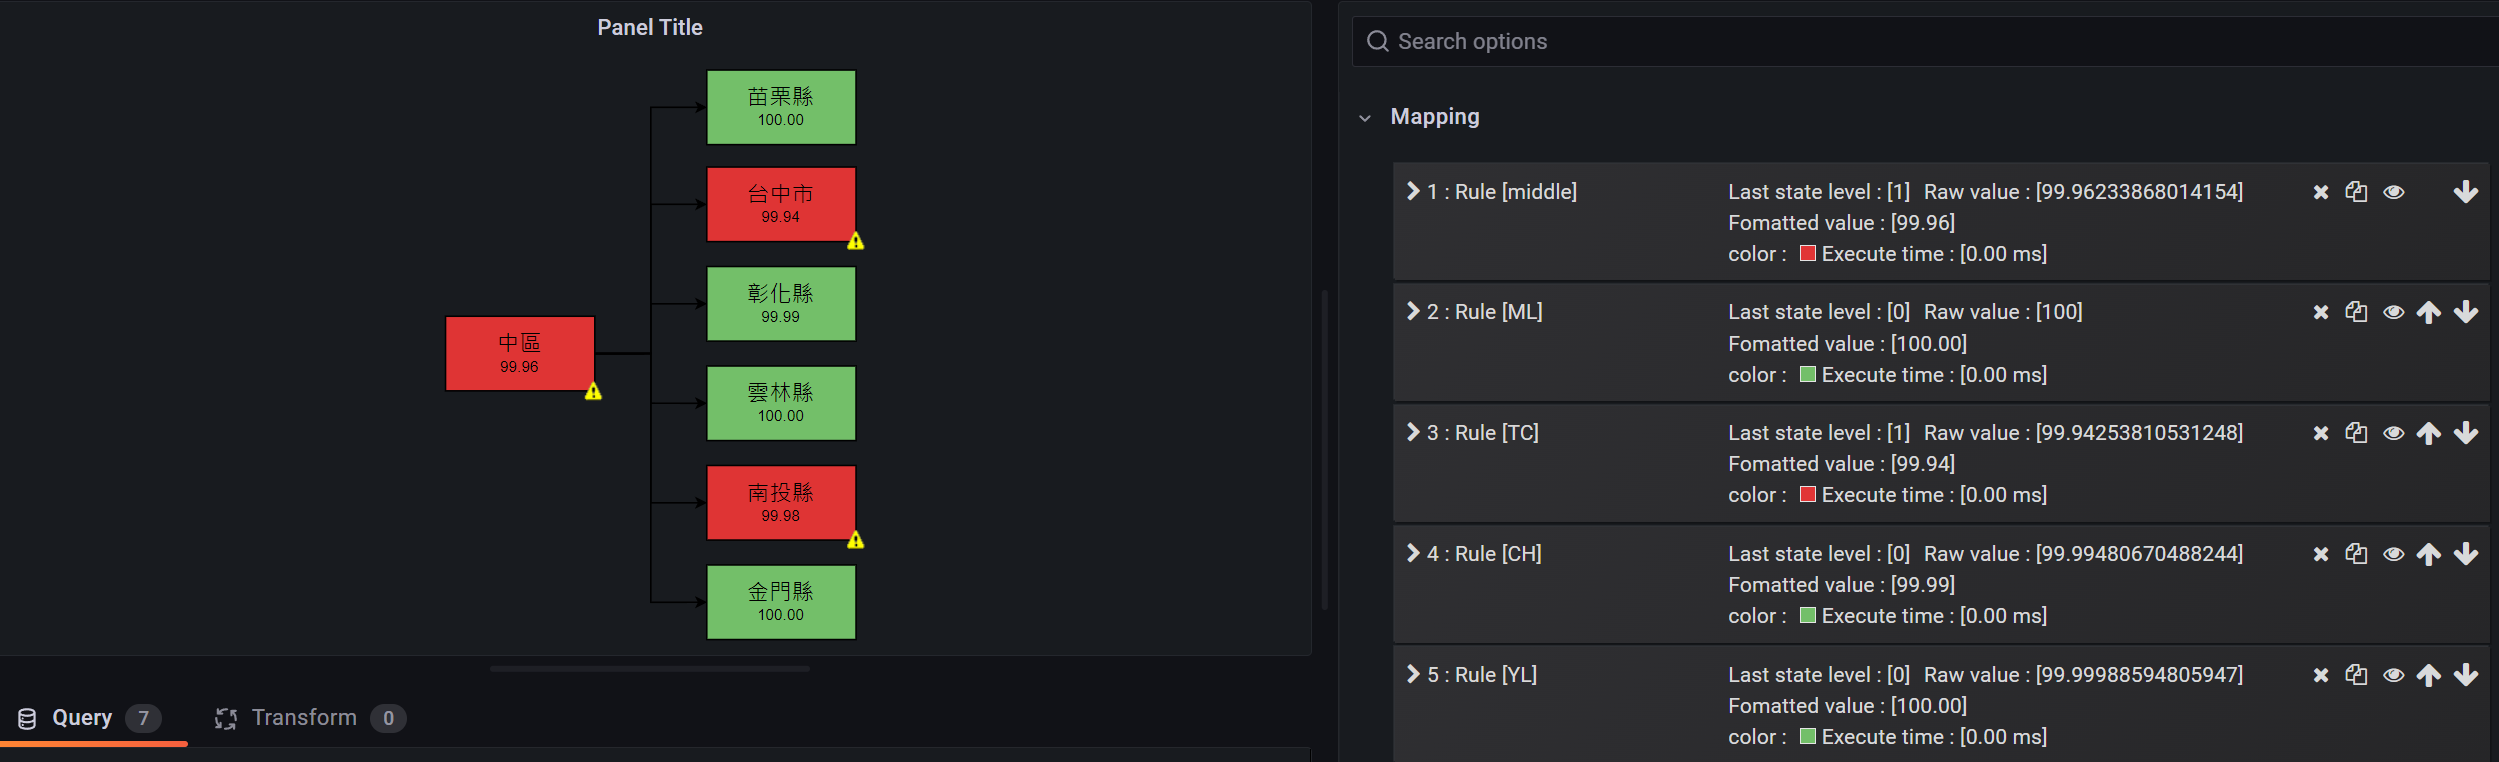 Panel Title
苗栗縣
100.00
台中市
99.94
彰化縣
99.99
中區
99.96
雲林縣
100.00
南投縣
99.98
金門縣
100.00
Query 7
Transform 0
Search options
Mapping
1 : Rule [middle]
Last state level : [1] Raw value : [99.96233868014154]
Fomatted value : [99.96]
color : Execute time : [0.00 ms]
2 : Rule [ML]
Last state level : [0] Raw value : [100]
Fomatted value : [100.00]
color : Execute time : [0.00 ms]
3 : Rule [TC]
Last state level : [1] Raw value : [99.94253810531248]
Fomatted value : [99.94]
color : Execute time : [0.00 ms]
4 : Rule [CH]
Last state level : [0] Raw value : [99.99480670488244]
Fomatted value : [99.99]
color : Execute time : [0.00 ms]
5 : Rule [YL]
Last state level : [0] Raw value : [99.99988594805947]
Fomatted value : [100.00]
color : Execute time : [0.00 ms]